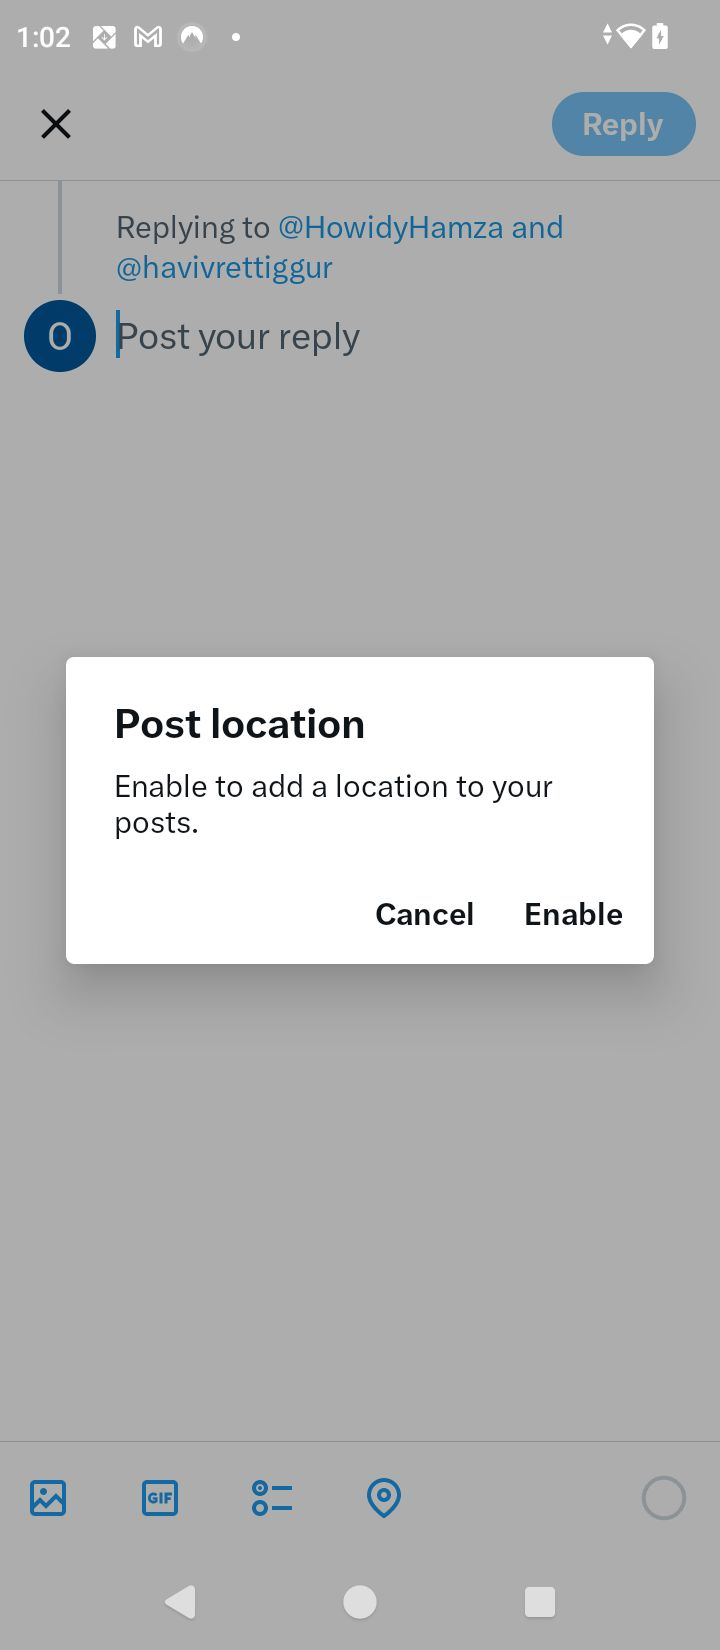 1:02
Reply
Replying to @HowidyHamza and
@havivrettiggur
O
Post your reply
Post location
Enable to add a location to your
posts.
Cancel Enable
GIF